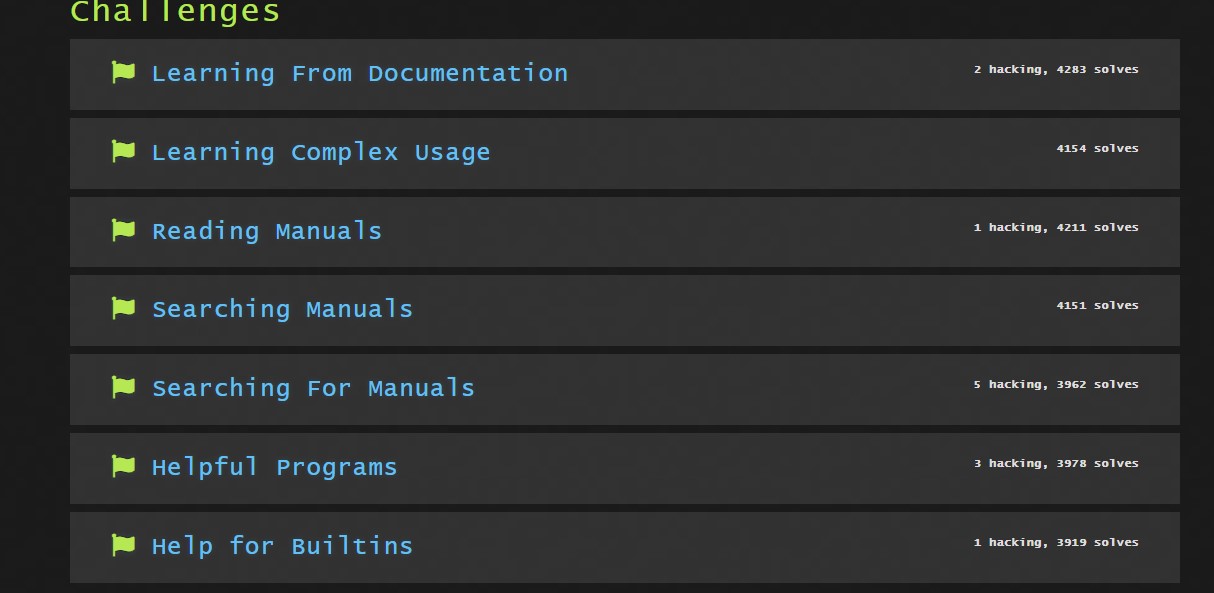 Challenges
Learning From Documentation
2 hacking, 4283 solves
Learning Complex Usage
4154 solves
Reading Manuals
1 hacking, 4211 solves
Searching Manuals
4151 solves
Searching For Manuals
5 hacking, 3962 solves
Helpful Programs
3 hacking, 3978 solves
Help for Builtins
1 hacking, 3919 solves